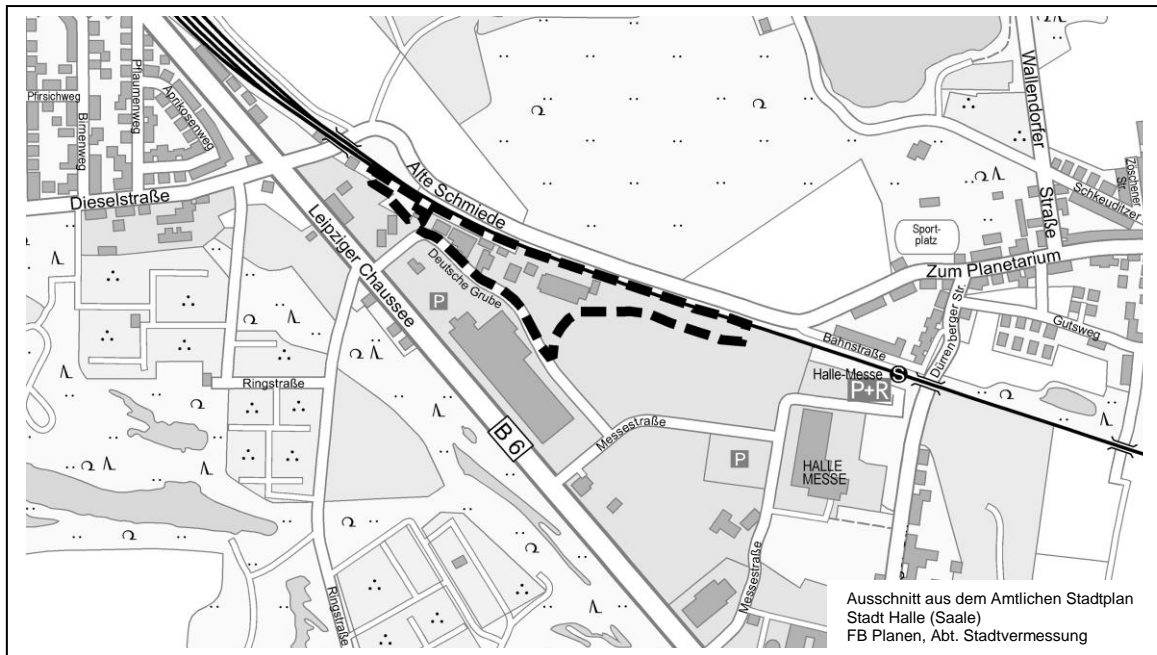 Pfirsichweg
Birnenweg
Pflaumenweg
Aprikosenweg
Dieselstraße
Leipziger Chaussee
Alte Schmiede
Deutsche Grube
P
Ringstraße
B 6
Messestraße
Wallendorfer
Straße
Zöschener
Str.
Schkeuditzer
Sport-
platz
Zum Planetarium
Dürrenberger Str.
Gutsweg
Bahnstraße
Halle-Messe
S
P+R
P
HALLE
MESSE
Messestraße
Ringstraße
Ausschnitt aus dem Amtlichen Stadtplan
Stadt Halle (Saale)
FB Planen, Abt. Stadtvermessung